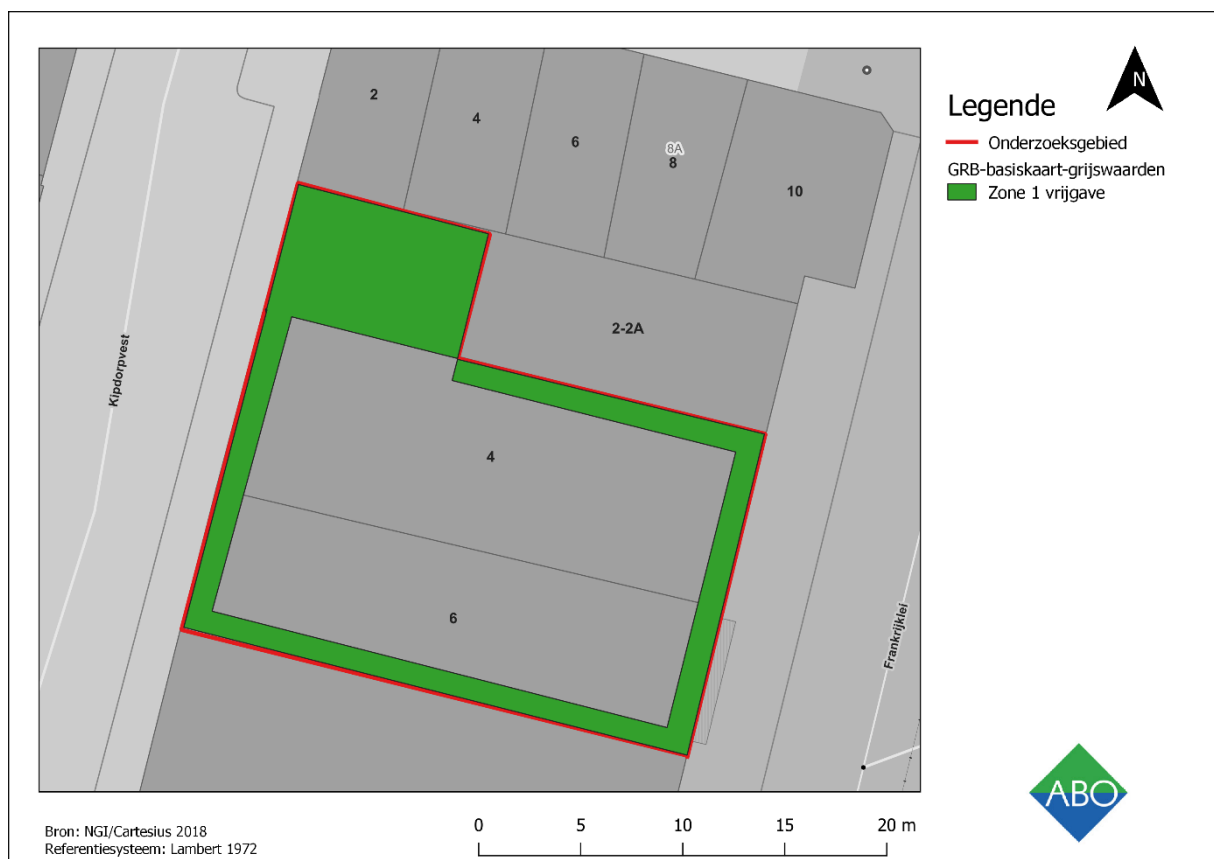 2
4
6
8A
8
10
2-2A
4
6
Kipdorpvest
Frankrijklei
N
Legende
Onderzoeksgebied
GRB-basiskaart-grijswaarden
Zone 1 vrijgave
ABO
Bron: NGI/Cartesius 2018
Referentiesysteem: Lambert 1972
0 5 10 15 20 m